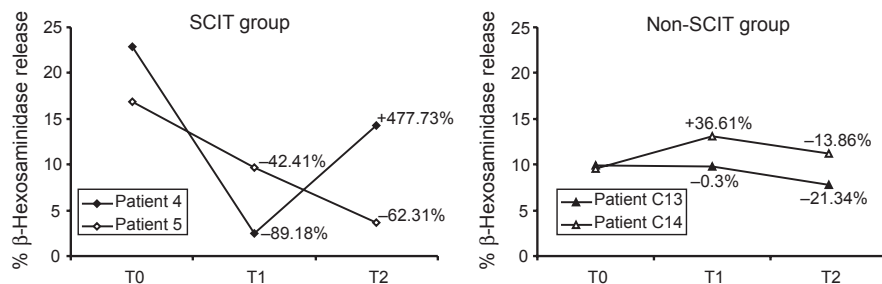 SCIT group
% β-Hexosaminidase release
25
20
15
10
5
0
+477.73%
–42.41%
–89.18%
–62.31%
Patient 4
Patient 5
T0 T1 T2
Non-SCIT group
% β-Hexosaminidase release
25
20
15
10
5
0
+36.61%
–13.86%
–0.3%
–21.34%
Patient C13
Patient C14
T0 T1 T2